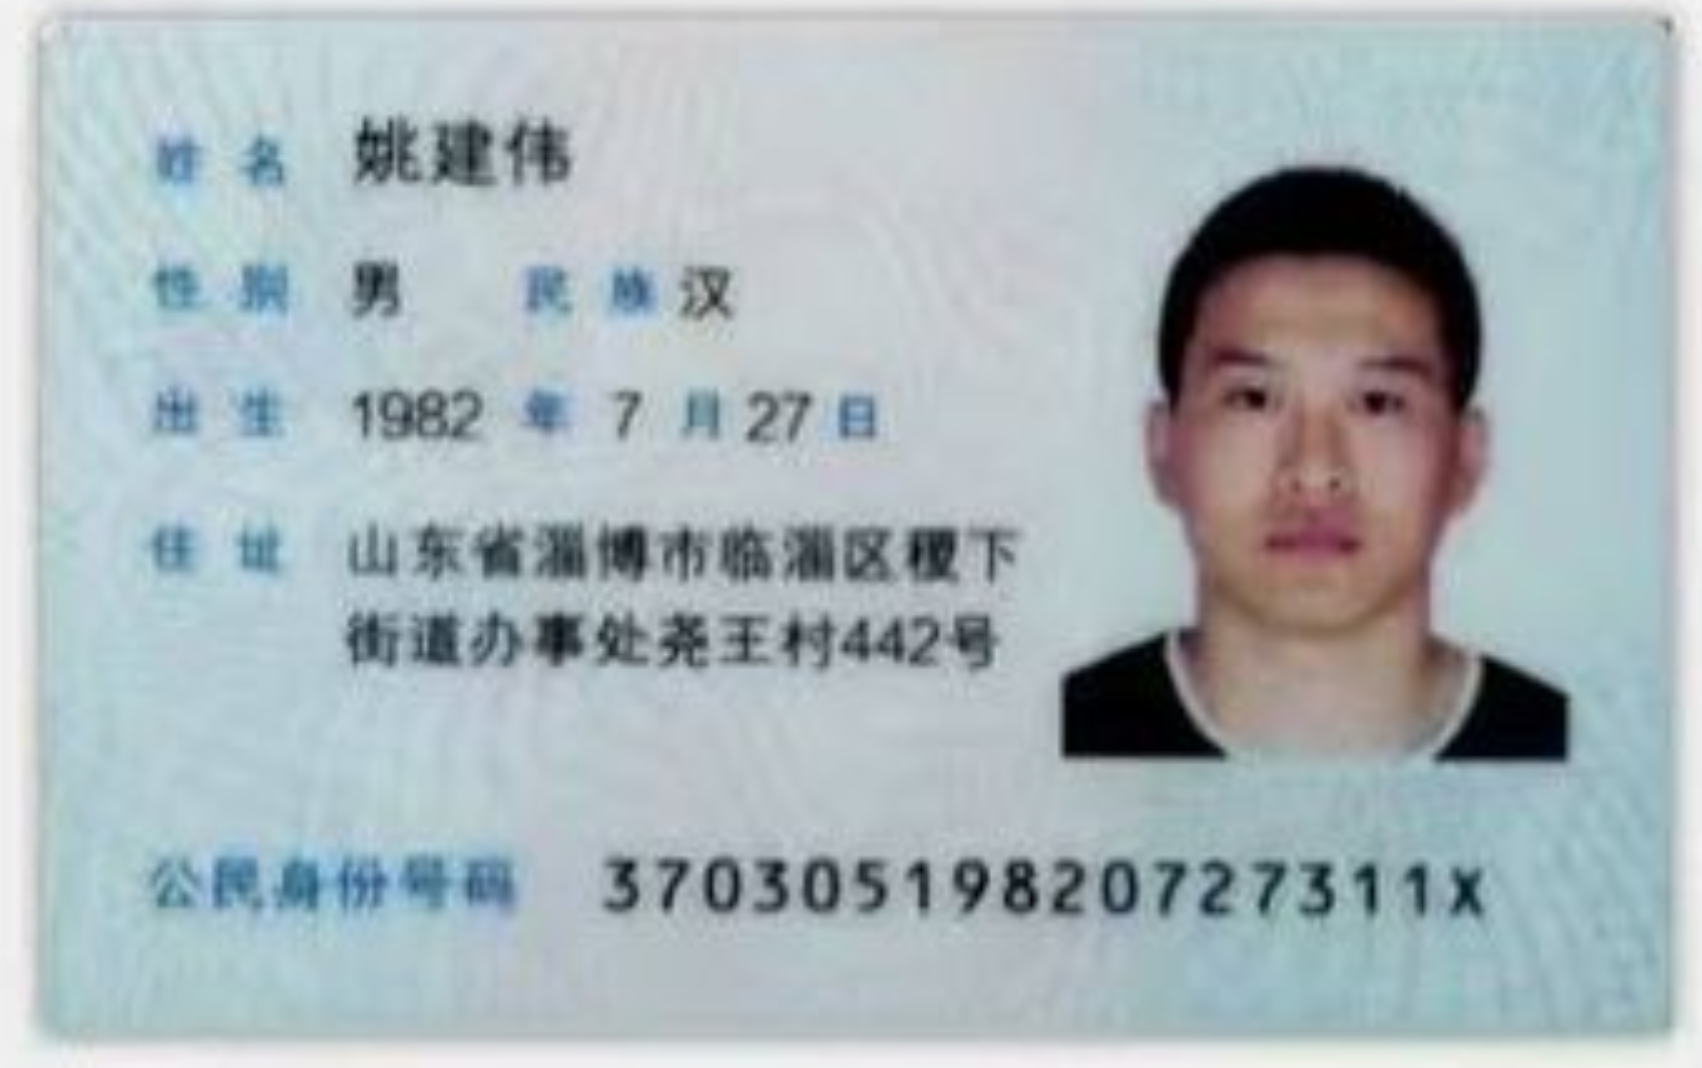 姓名 姚建伟
性别 男 民族 汉
出生 1982 年 7 月 27 日
住址 山东省淄博市临淄区稷下
街道办事处尧王村442号
公民身份号码 37030519820727311X